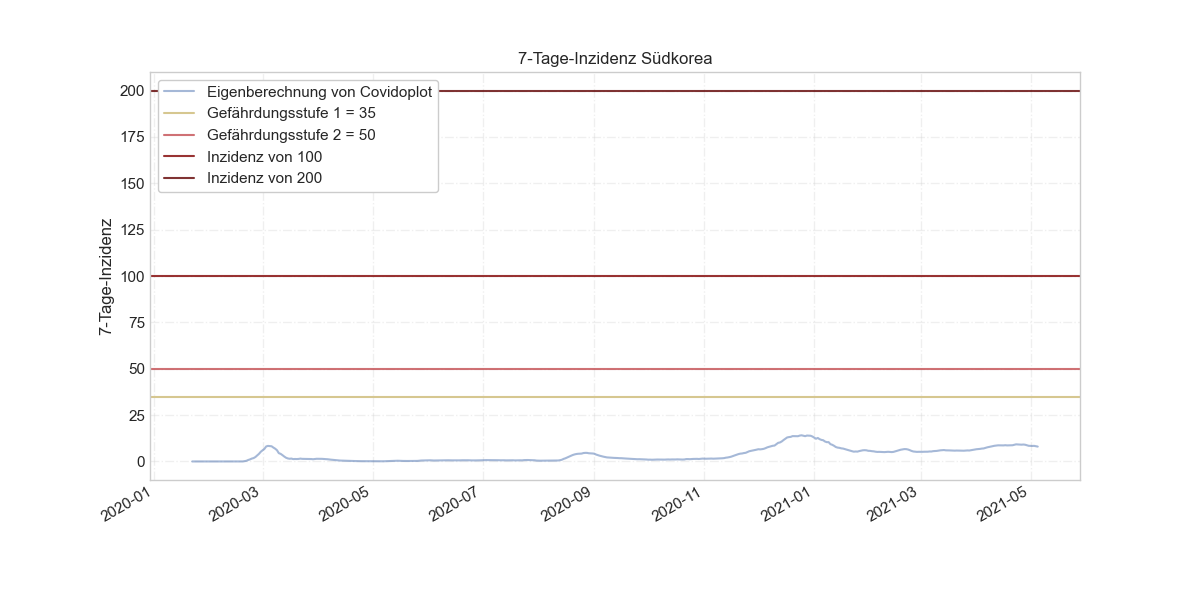 7-Tage-Inzidenz Südkorea
Eigenberechnung von Covidoplot
Gefährdungsstufe 1 = 35
Gefährdungsstufe 2 = 50
Inzidenz von 100
Inzidenz von 200
7-Tage-Inzidenz
200
175
150
125
100
75
50
25
0
2020-01
2020-03
2020-05
2020-07
2020-09
2020-11
2021-01
2021-03
2021-05